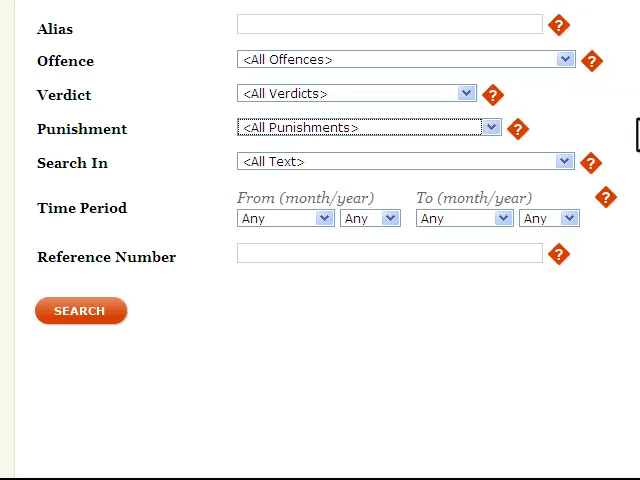 Alias ?
Offence <All Offences> ?
Verdict <All Verdicts> ?
Punishment <All Punishments> ?
Search In <All Text> ?
From (month/year) To (month/year) ?
Time Period
Any Any Any Any
Reference Number ?
SEARCH